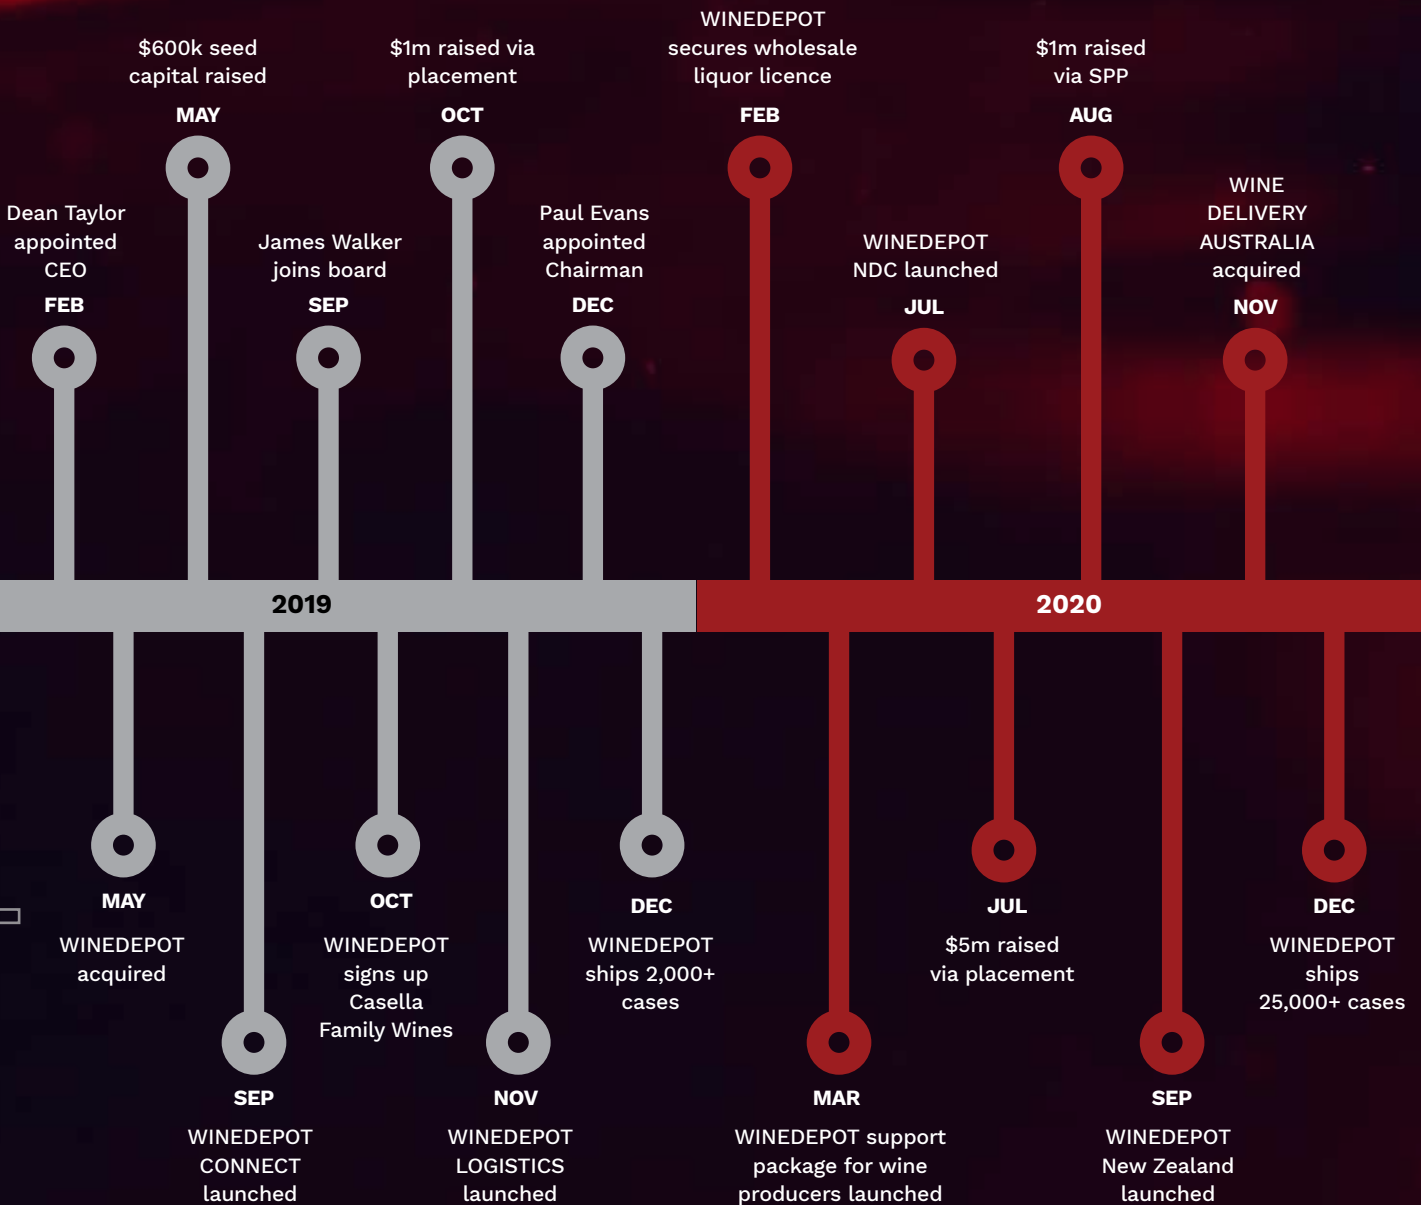 $600k seed
capital raised
MAY
$1m raised via
placement
OCT
WINEDEPOT
secures wholesale
liquor licence
FEB
$1m raised
via SPP
AUG
Dean Taylor
appointed
CEO
FEB
James Walker
joins board
SEP
Paul Evans
appointed
Chairman
DEC
WINEDEPOT
NDC launched
JUL
WINE
DELIVERY
AUSTRALIA
acquired
NOV
2019
2020
MAY
WINEDEPOT
acquired
OCT
WINEDEPOT
signs up
Casella
Family Wines
DEC
WINEDEPOT
ships 2,000+
cases
JUL
$5m raised
via placement
DEC
WINEDEPOT
ships
25,000+ cases
SEP
WINEDEPOT
CONNECT
launched
NOV
WINEDEPOT
LOGISTICS
launched
MAR
WINEDEPOT support
package for wine
producers launched
SEP
WINEDEPOT
New Zealand
launched